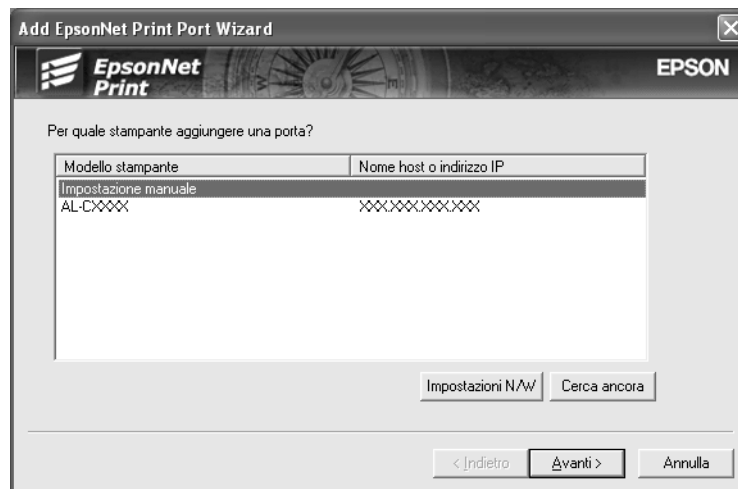 Add EpsonNet Print Port Wizard
EpsonNet
Print
EPSON
Per quale stampante aggiungere una porta?
Modello stampante Nome host o indirizzo IP
Impostazione manuale
AL-CXXXX XXX.XXX.XXX.XXX
Impostazioni N/W Cerca ancora
< Indietro Avanti > Annulla